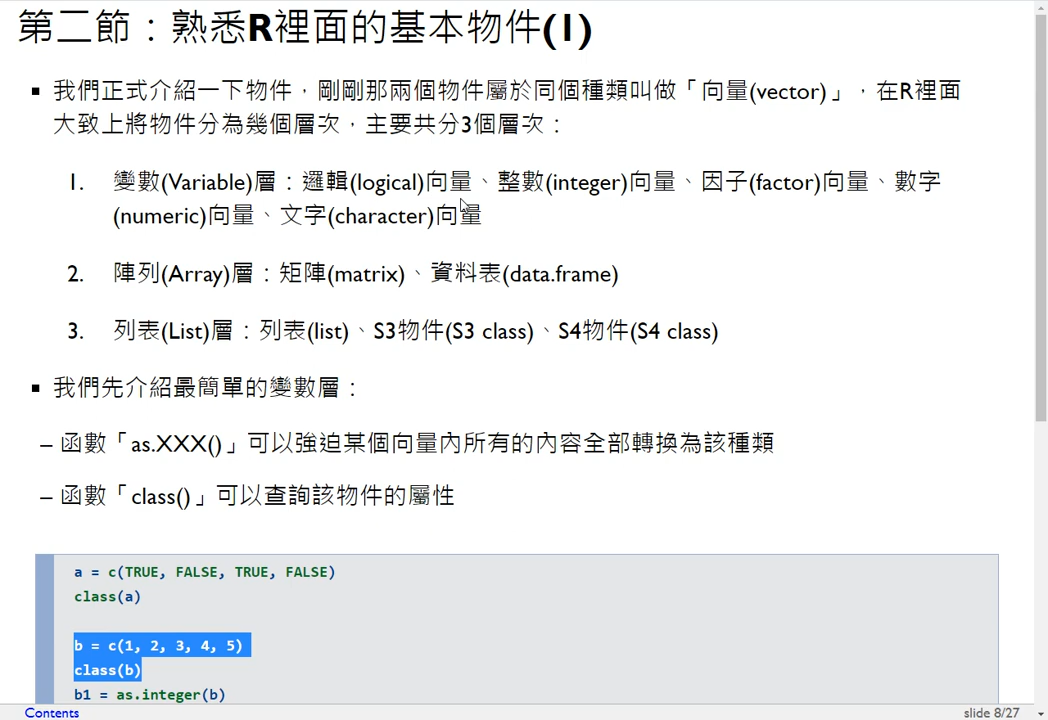 第二節：熟悉R裡面的基本物件(1)
▪ 我們正式介紹一下物件，剛剛那兩個物件屬於同個種類叫做「向量(vector)」，在R裡面
大致上將物件分為幾個層次，主要共分3個層次：
1. 變數(Variable)層：邏輯(logical)向量、整數(integer)向量、因子(factor)向量、數字
(numeric)向量、文字(character)向量
2. 陣列(Array)層：矩陣(matrix)、資料表(data.frame)
3. 列表(List)層：列表(list)、S3物件(S3 class)、S4物件(S4 class)
▪ 我們先介紹最簡單的變數層：
– 函數「as.XXX()」可以強迫某個向量內所有的內容全部轉換為該種類
– 函數「class()」可以查詢該物件的屬性
a = c(TRUE, FALSE, TRUE, FALSE)
class(a)
b = c(1, 2, 3, 4, 5)
class(b)
b1 = as.integer(b)
Contents
slide 8/27